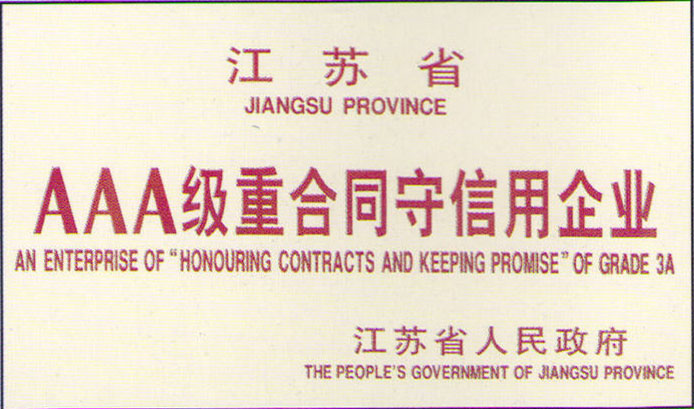 江苏省
JIANGSU PROVINCE
AAA级重合同守信用企业
AN ENTERPRISE OF “HONOURING CONTRACTS AND KEEPING PROMISE” OF GRADE 3A
江苏省人民政府
THE PEOPLE'S GOVERNMENT OF JIANGSU PROVINCE